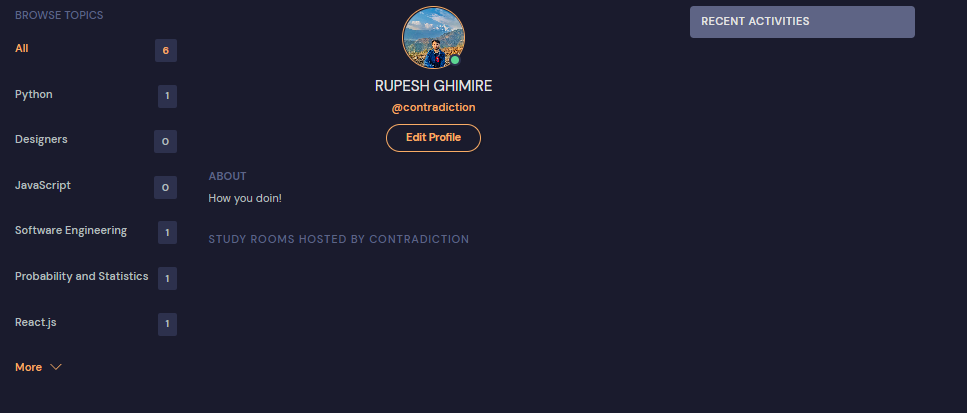 BROWSE TOPICS
All 6
Python 1
Designers 0
JavaScript 0
Software Engineering 1
Probability and Statistics 1
React.js 1
More
RUPESH GHIMIRE
@contradiction
Edit Profile
ABOUT
How you doin!
STUDY ROOMS HOSTED BY CONTRADICTION
RECENT ACTIVITIES